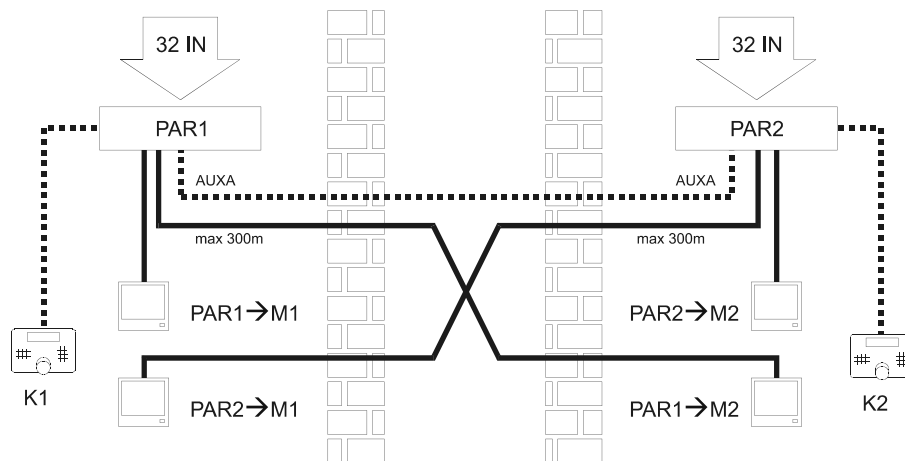 32 IN
32 IN
PAR1
PAR2
AUXA
AUXA
max 300m
max 300m
PAR1→M1
PAR2→M2
K1
PAR2→M1
PAR1→M2
K2